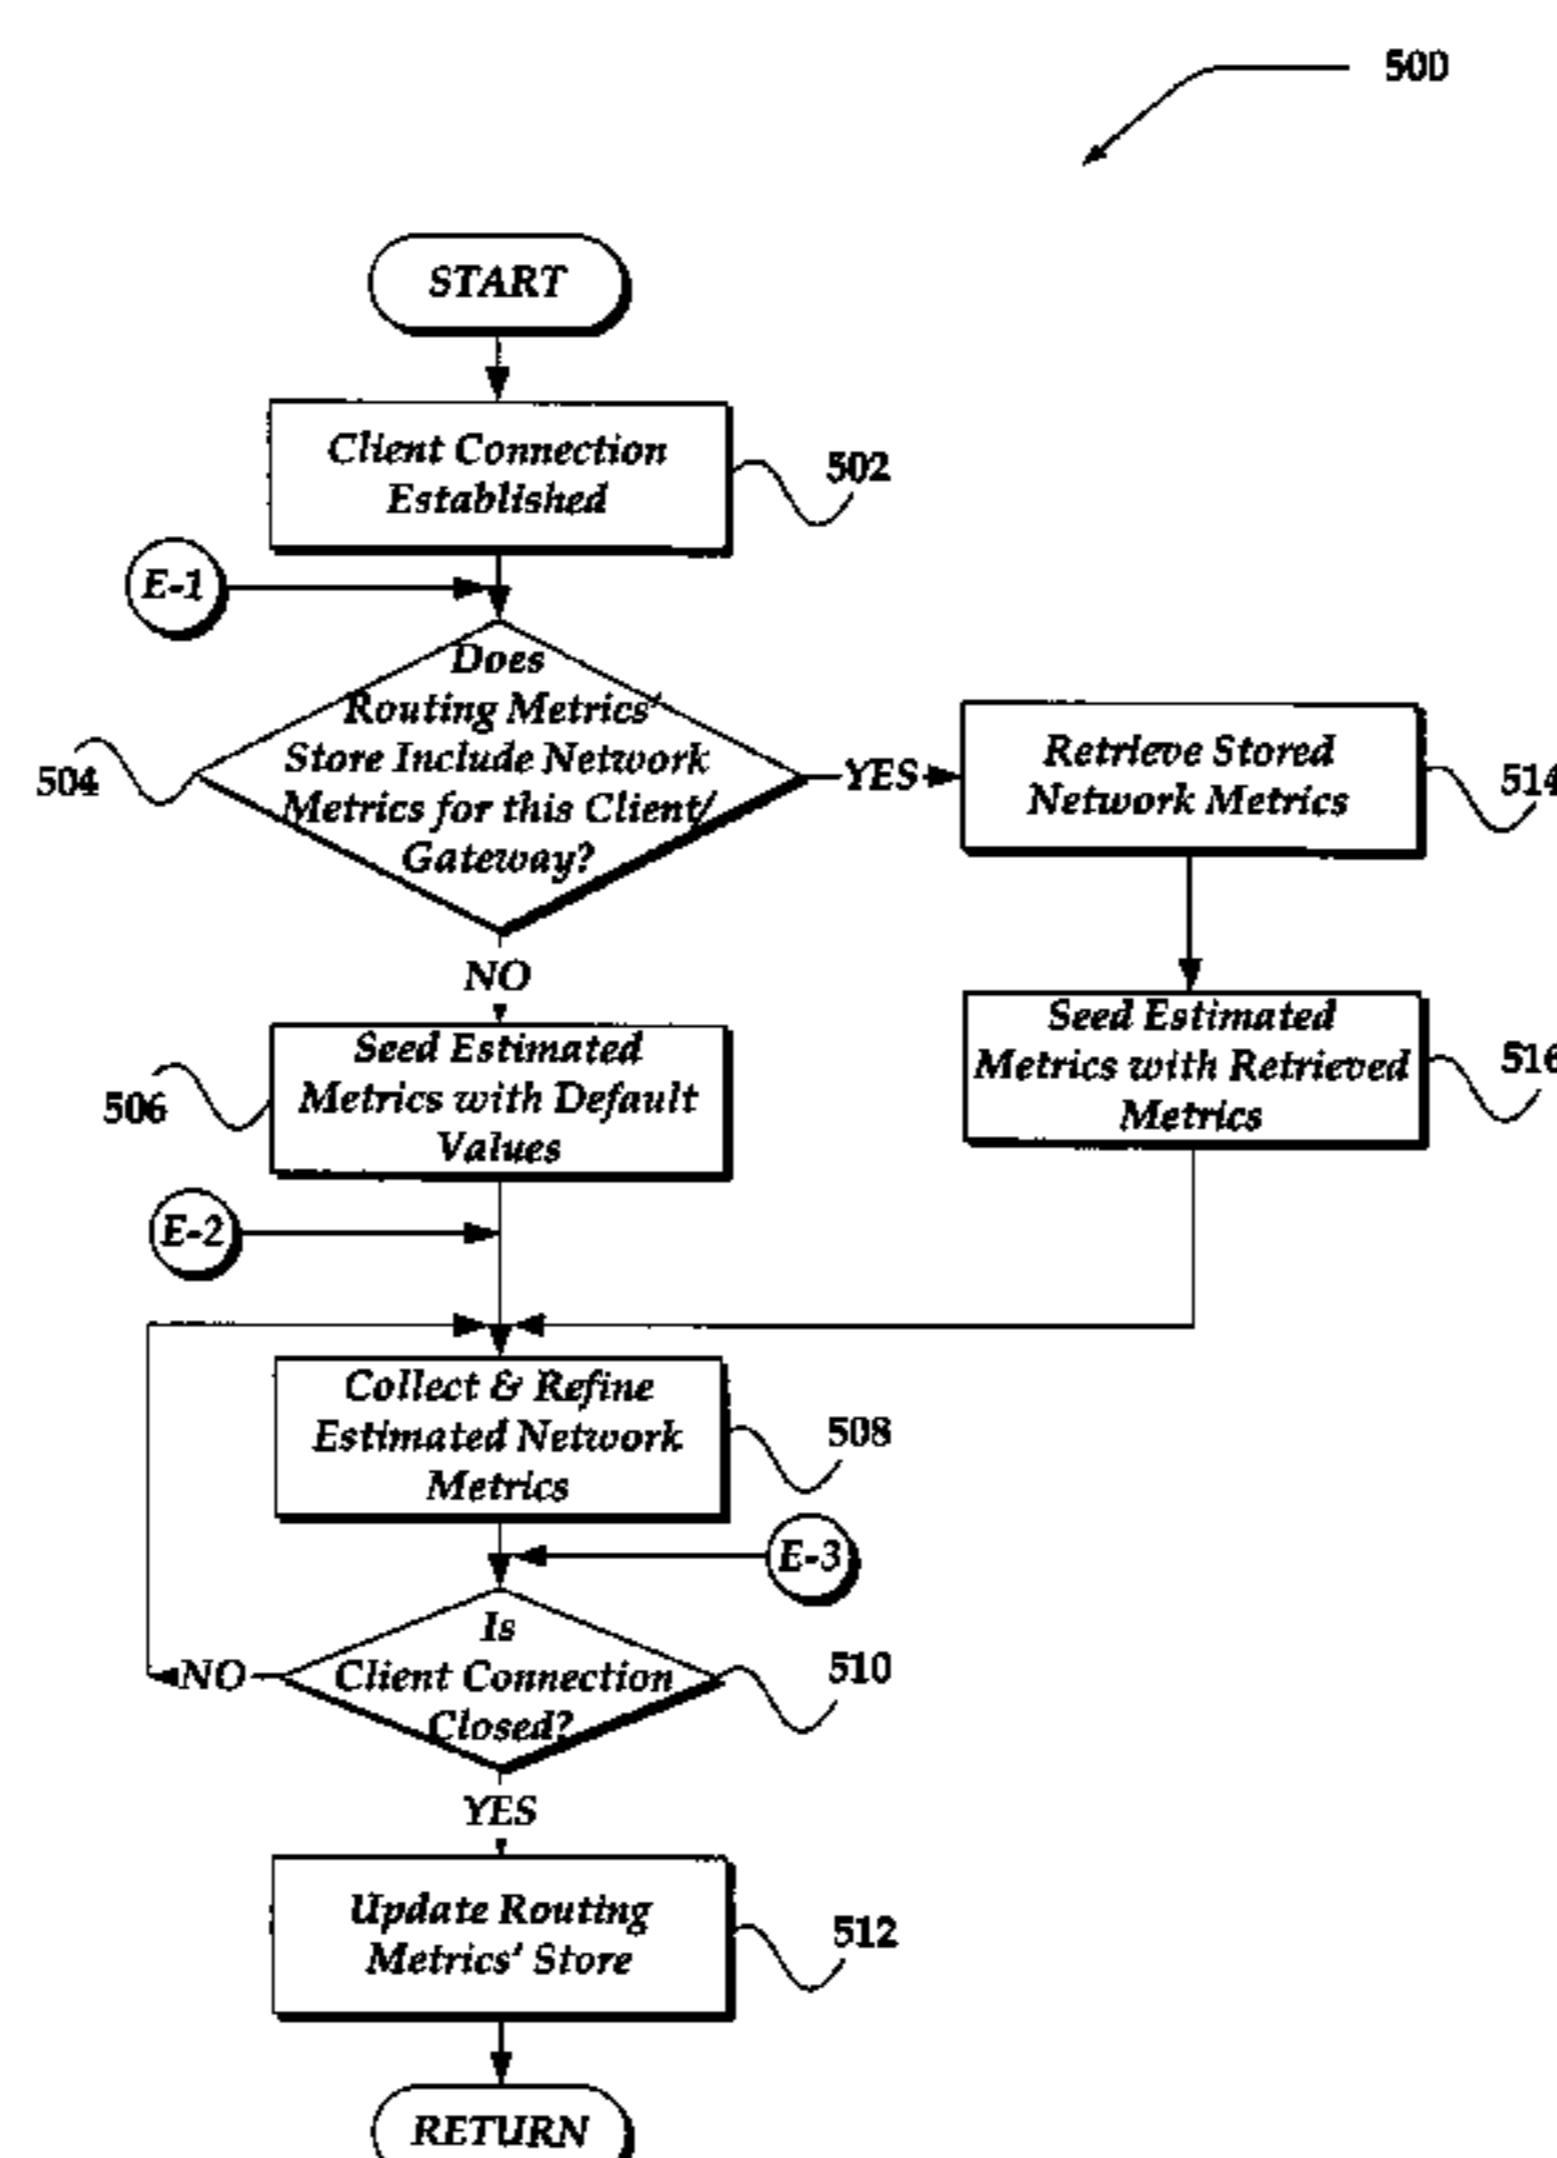 500
START
Client Connection
Established
502
E-1
Does
Routing Metrics'
Store Include Network
Metrics for this Client/
Gateway?
504
YES
Retrieve Stored
Network Metrics
514
NO
Seed Estimated
Metrics with Default
Values
506
Seed Estimated
Metrics with Retrieved
Metrics
516
E-2
Collect & Refine
Estimated Network
Metrics
508
E-3
Is
Client Connection
Closed?
510
NO
YES
Update Routing
Metrics' Store
512
RETURN